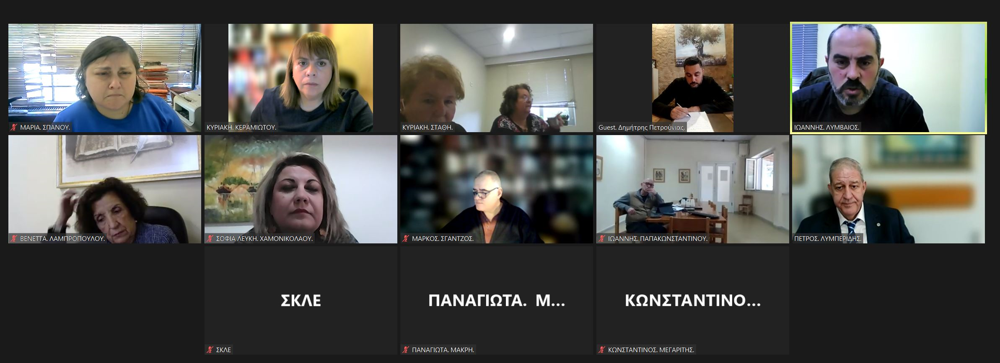 ΜΑΡΙΑ. ΣΠΑΝΟΥ.
ΚΥΡΙΑΚΗ. ΚΕΡΑΜΙΩΤΟΥ.
ΚΥΡΙΑΚΗ. ΣΤΑΘΗ.
Guest. Δημήτρης Πετρούνιας.
ΙΩΑΝΝΗΣ. ΛΥΜΒΑΙΟΣ.
ΒΕΝΕΤΤΑ. ΛΑΜΠΡΟΠΟΥΛΟΥ.
ΣΟΦΙΑ ΛΕΥΚΗ. ΧΑΜΟΝΙΚΟΛΑΟΥ.
ΜΑΡΚΟΣ. ΣΓΑΝΤΖΟΣ.
ΙΩΑΝΝΗΣ. ΠΑΠΑΚΩΝΣΤΑΝΤΙΝΟΥ.
ΠΕΤΡΟΣ. ΛΥΜΠΕΡΙΔΗΣ.
ΣΚΛΕ
ΠΑΝΑΓΙΩΤΑ. Μ...
ΚΩΝΣΤΑΝΤΙΝΟ...
ΣΚΛΕ
ΠΑΝΑΓΙΩΤΑ. ΜΑΚΡΗ.
ΚΩΝΣΤΑΝΤΙΝΟΣ. ΜΕΓΑΡΙΤΗΣ.